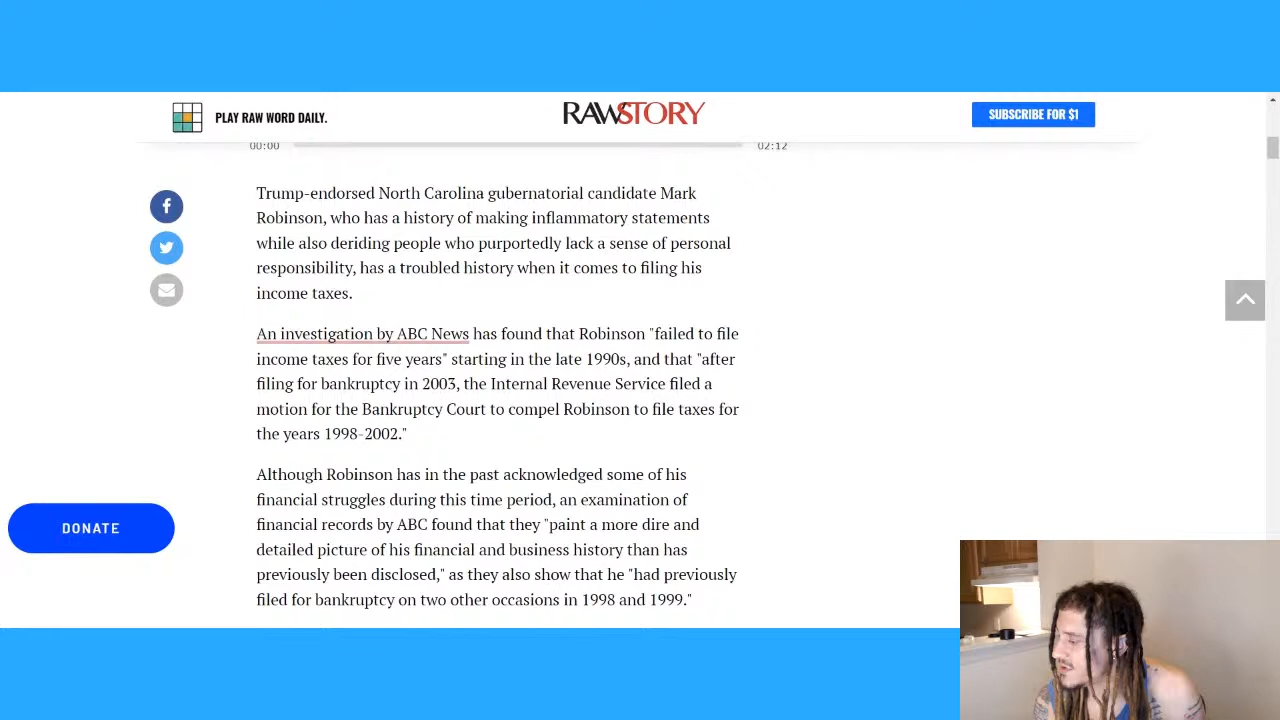 PLAY RAW WORD DAILY.
RAWSTORY
SUBSCRIBE FOR $1
00:00
02:12
Trump-endorsed North Carolina gubernatorial candidate Mark
Robinson, who has a history of making inflammatory statements
while also deriding people who purportedly lack a sense of personal
responsibility, has a troubled history when it comes to filing his
income taxes.
An investigation by ABC News has found that Robinson "failed to file
income taxes for five years" starting in the late 1990s, and that "after
filing for bankruptcy in 2003, the Internal Revenue Service filed a
motion for the Bankruptcy Court to compel Robinson to file taxes for
the years 1998-2002."
Although Robinson has in the past acknowledged some of his
financial struggles during this time period, an examination of
financial records by ABC found that they "paint a more dire and
detailed picture of his financial and business history than has
previously been disclosed," as they also show that he "had previously
filed for bankruptcy on two other occasions in 1998 and 1999."
DONATE